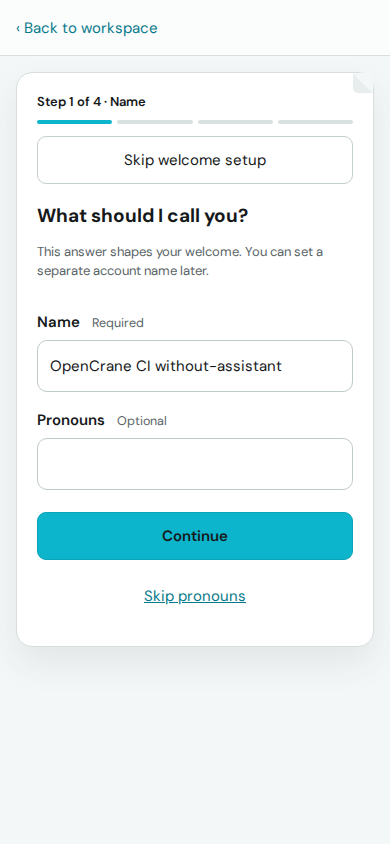 ‹ Back to workspace
Step 1 of 4 · Name
Skip welcome setup
What should I call you?
This answer shapes your welcome. You can set a
separate account name later.
Name Required
OpenCrane CI without-assistant
Pronouns Optional
Continue
Skip pronouns